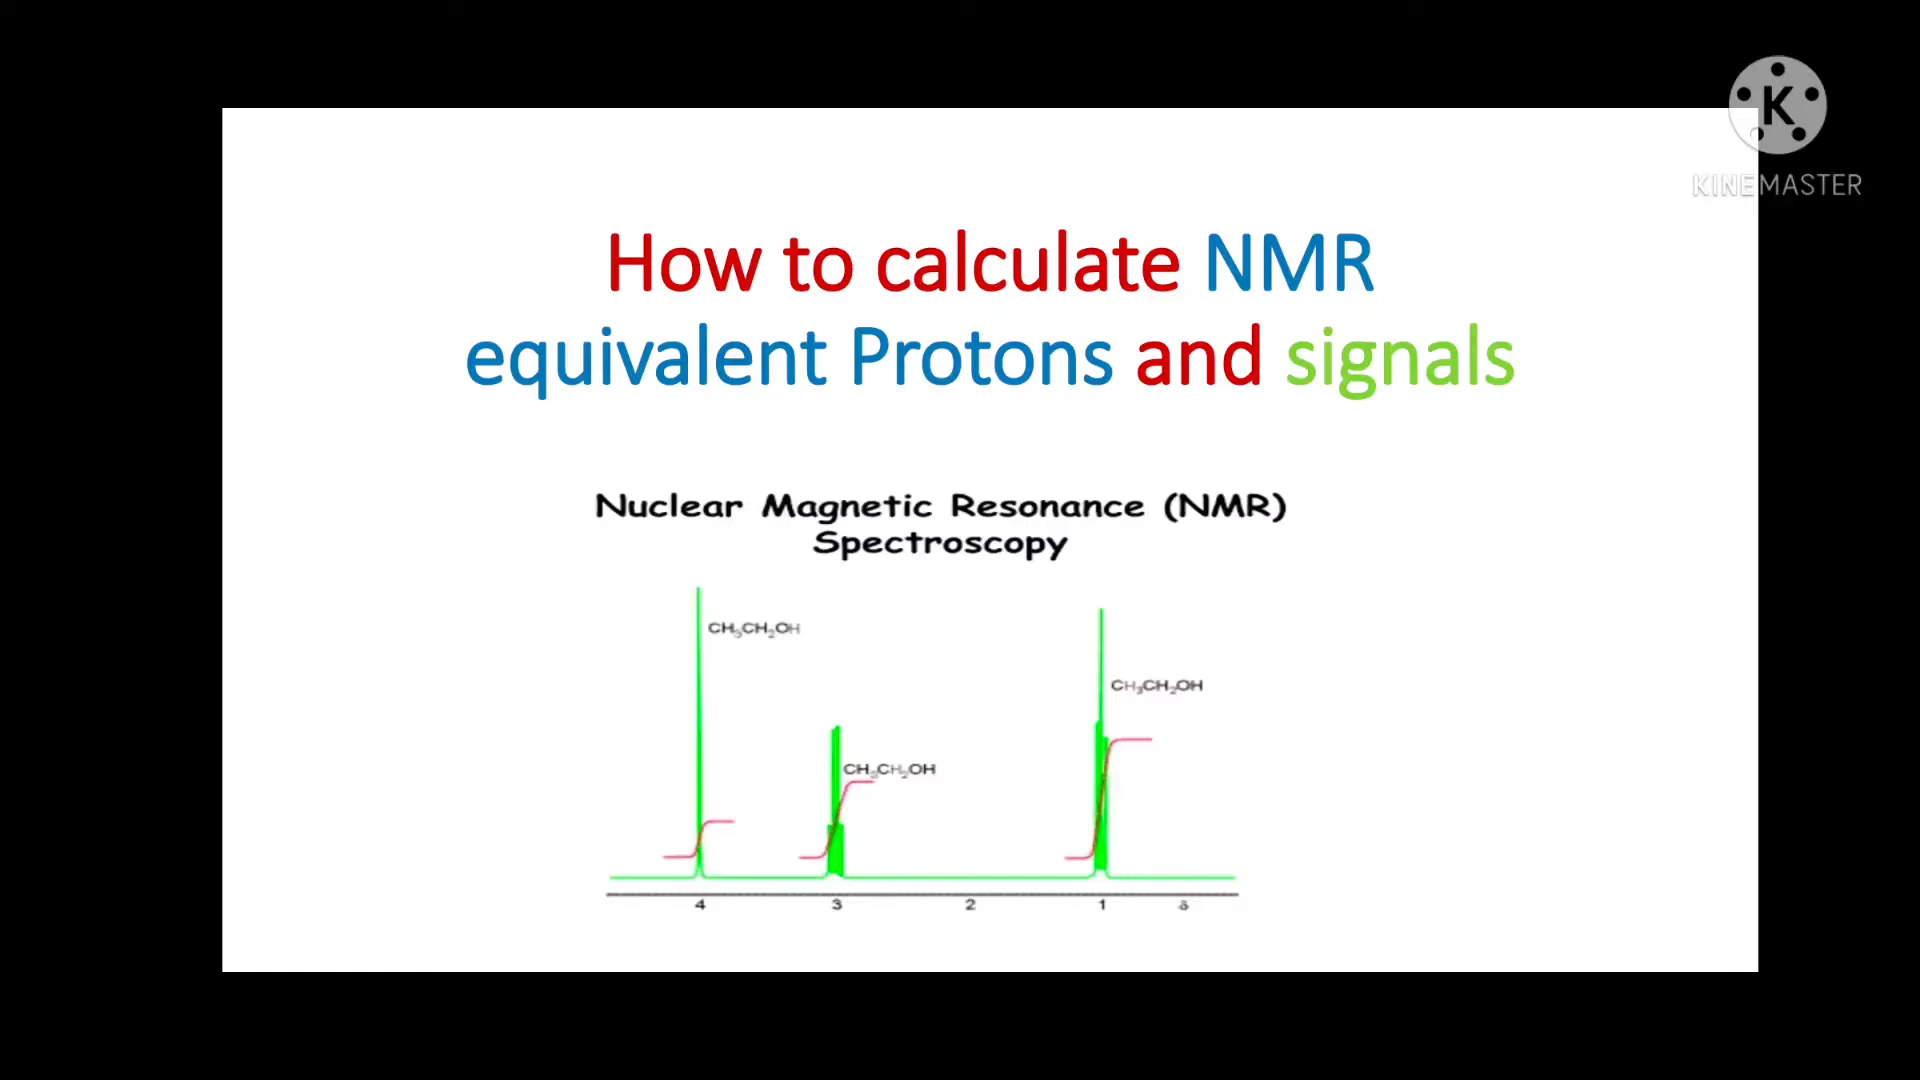 K
KINEMASTER
How to calculate NMR
equivalent Protons and signals
Nuclear Magnetic Resonance (NMR)
Spectroscopy
CH₃CH₂OH
CH₃CH₂OH
CH₃CH₂OH
4 3 2 1 δ